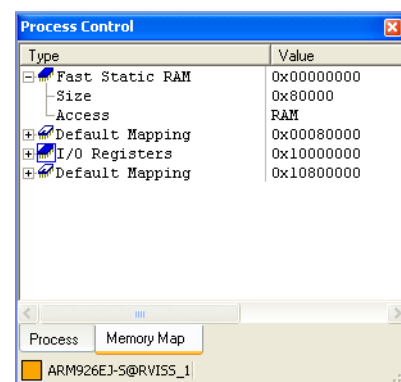 Process Control
Type Value
Fast Static RAM 0x00000000
Size 0x80000
Access RAM
Default Mapping 0x00080000
I/O Registers 0x10000000
Default Mapping 0x10800000
Process Memory Map
ARM926EJ-S@RVISS_1